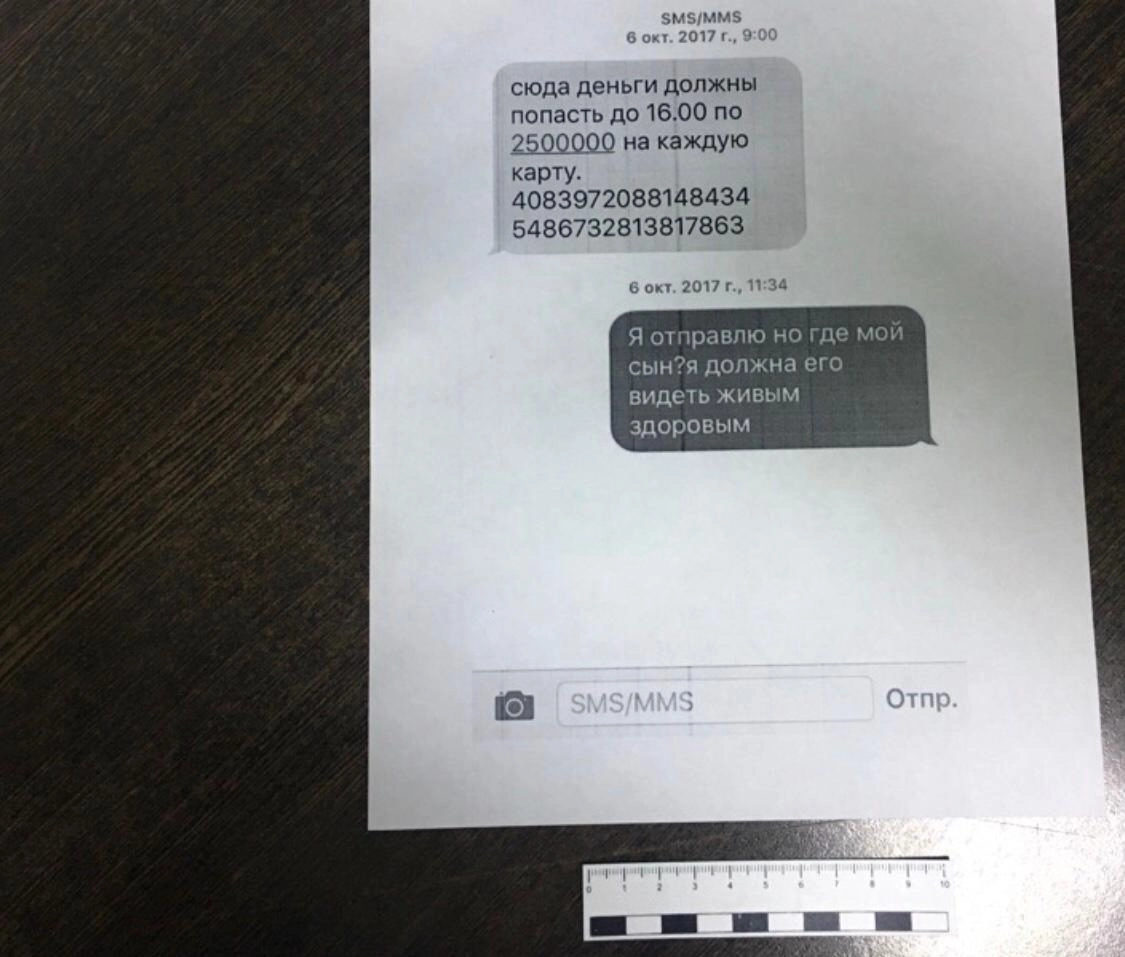 SMS/MMS
6 окт. 2017 г., 9:00
сюда деньги должны
попасть до 16.00 по
2500000 на каждую
карту.
4083972088148434
5486732813817863
6 окт. 2017 г., 11:34
Я отправлю но где мой
сын?я должна его
видеть живым
здоровым
SMS/MMS
Отпр.
0 1 2 3 4 5 6 7 8 9 10